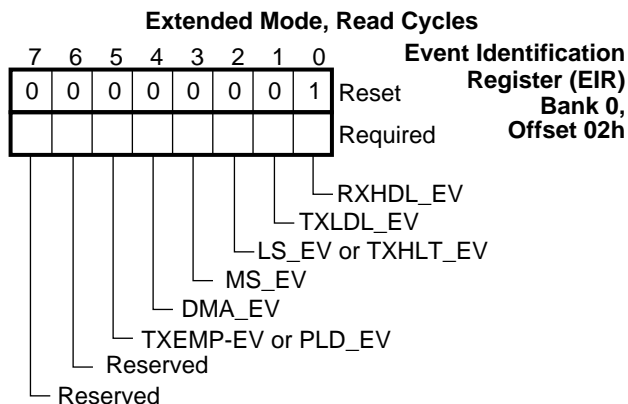 Extended Mode, Read Cycles
7 6 5 4 3 2 1 0
Event Identification
Register (EIR)
Bank 0,
Offset 02h
0 0 0 0 0 0 0 1 Reset
Required
RXHDL_EV
TXLDL_EV
LS_EV or TXHLT_EV
MS_EV
DMA_EV
TXEMP-EV or PLD_EV
Reserved
Reserved